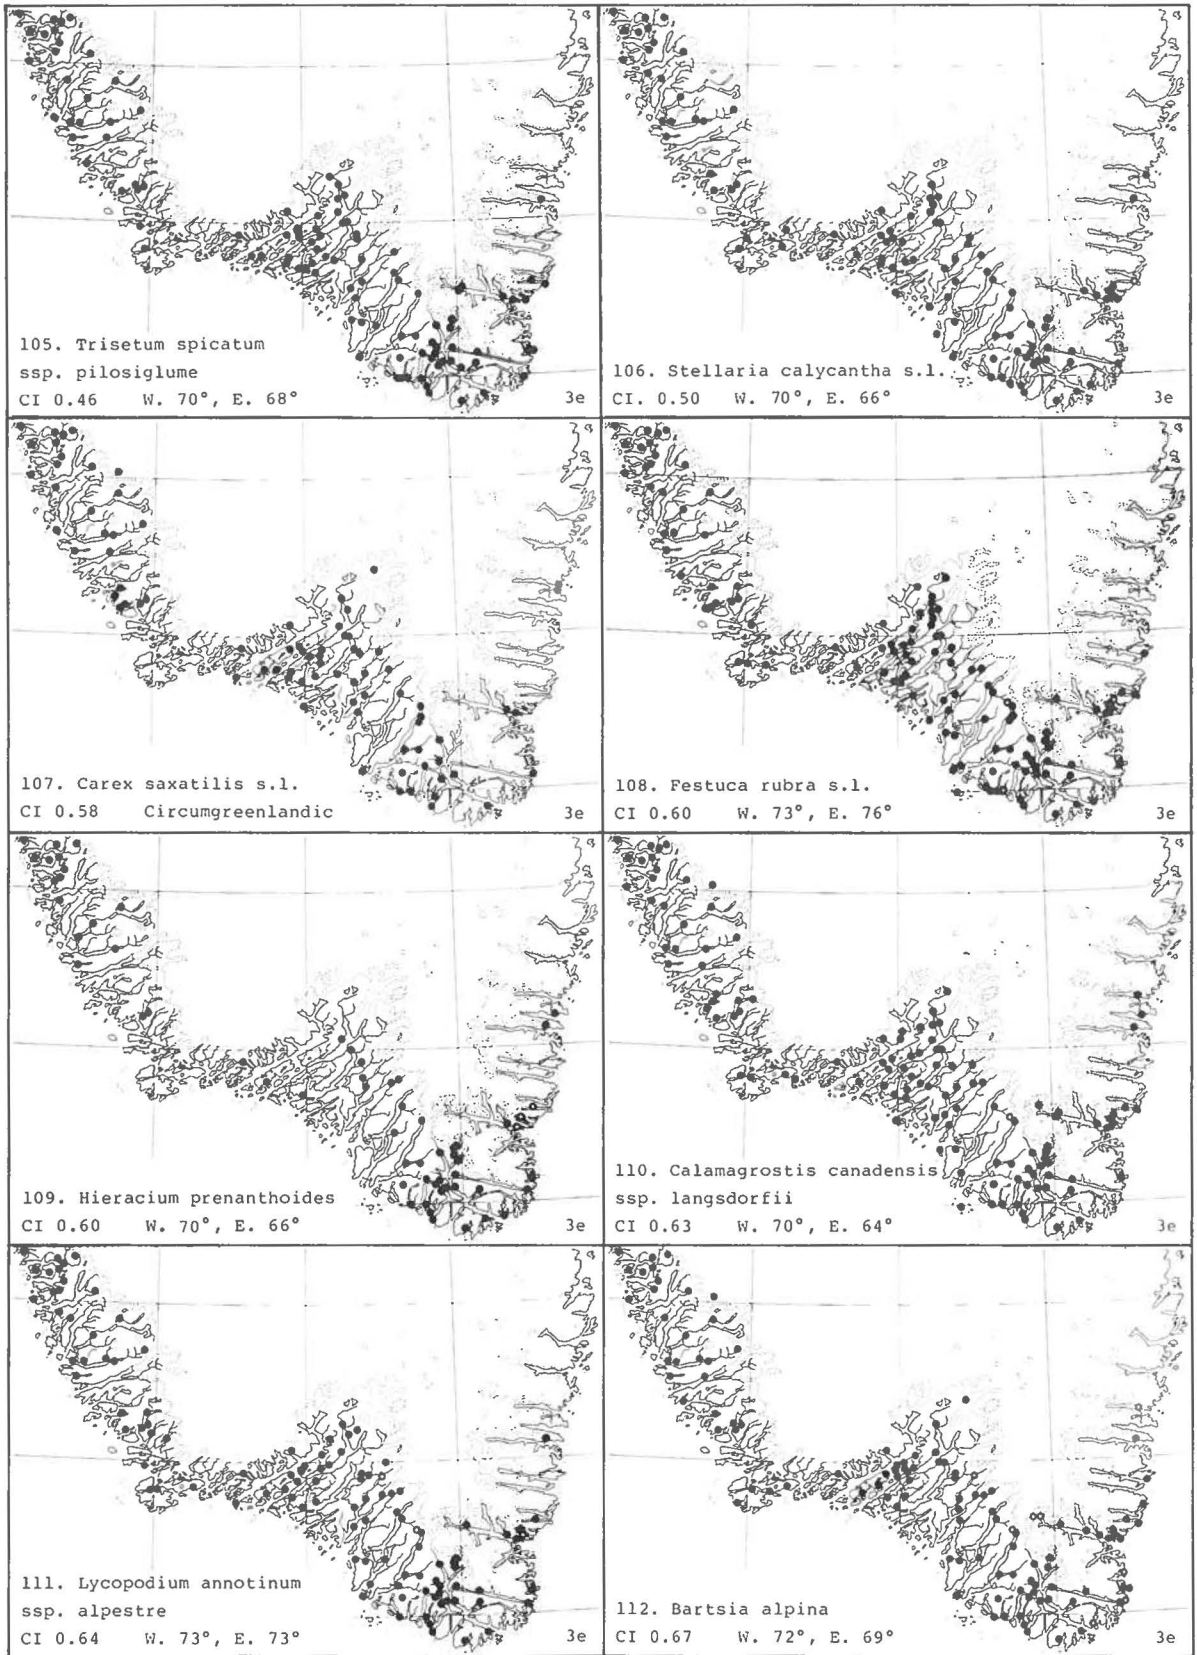 105. Trisetum spicatum
ssp. pilosiglume
CI 0.46 W. 70°, E. 68° 3e
106. Stellaria calycantha s.l.
CI. 0.50 W. 70°, E. 66° 3e
107. Carex saxatilis s.l.
CI 0.58 Circumgreenlandic 3e
108. Festuca rubra s.l.
CI 0.60 W. 73°, E. 76° 3e
109. Hieracium prenanthoides
CI 0.60 W. 70°, E. 66° 3e
110. Calamagrostis canadensis
ssp. langsdorfii
CI 0.63 W. 70°, E. 64° 3e
111. Lycopodium annotinum
ssp. alpestre
CI 0.64 W. 73°, E. 73° 3e
112. Bartsia alpina
CI 0.67 W. 72°, E. 69° 3e